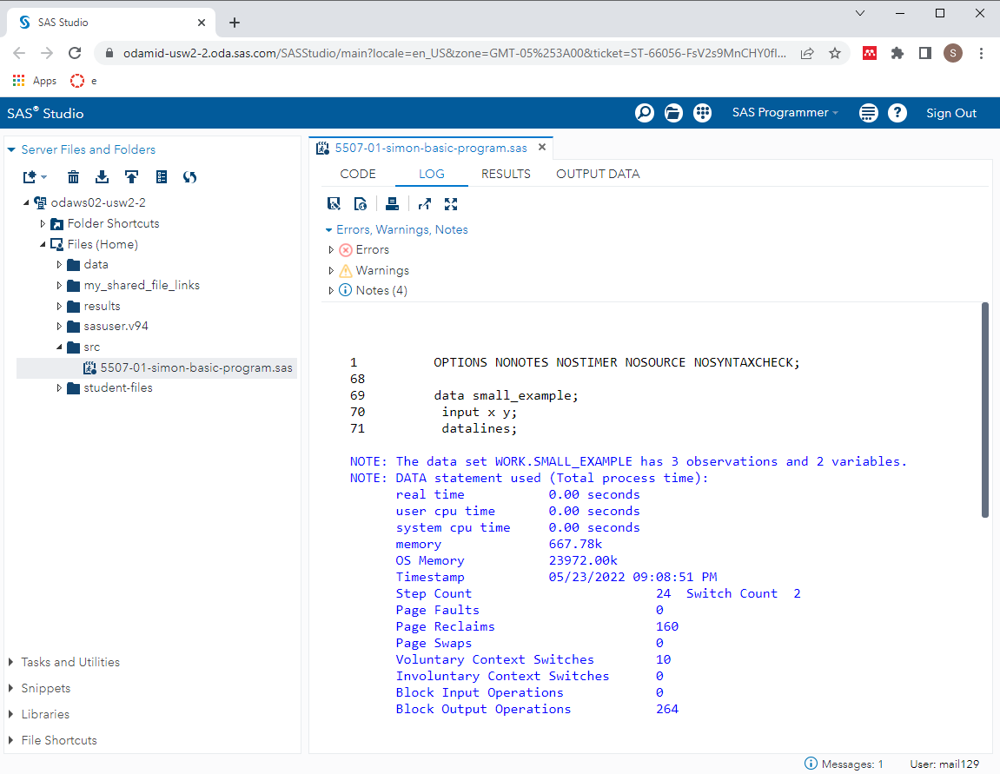 SAS Studio
odamid-usw2-2.oda.sas.com/SASStudio/main?locale=en_US&zone=GMT-05%253A00&ticket=ST-66056-FsV2s9MnCHY0fl...
S
Apps
e
SAS® Studio
SAS Programmer
Sign Out
Server Files and Folders
odaws02-usw2-2
Folder Shortcuts
Files (Home)
data
my_shared_file_links
results
sasuser.v94
src
5507-01-simon-basic-program.sas
student-files
Tasks and Utilities
Snippets
Libraries
File Shortcuts
5507-01-simon-basic-program.sas
CODE LOG RESULTS OUTPUT DATA
Errors, Warnings, Notes
Errors
Warnings
Notes (4)
1 OPTIONS NONOTES NOSTIMER NOSOURCE NOSYNTAXCHECK;
68
69 data small_example;
70 input x y;
71 datalines;
NOTE: The data set WORK.SMALL_EXAMPLE has 3 observations and 2 variables.
NOTE: DATA statement used (Total process time):
real time 0.00 seconds
user cpu time 0.00 seconds
system cpu time 0.00 seconds
memory 667.78k
OS Memory 23972.00k
Timestamp 05/23/2022 09:08:51 PM
Step Count 24 Switch Count 2
Page Faults 0
Page Reclaims 160
Page Swaps 0
Voluntary Context Switches 10
Involuntary Context Switches 0
Block Input Operations 0
Block Output Operations 264
Messages: 1 User: mail129